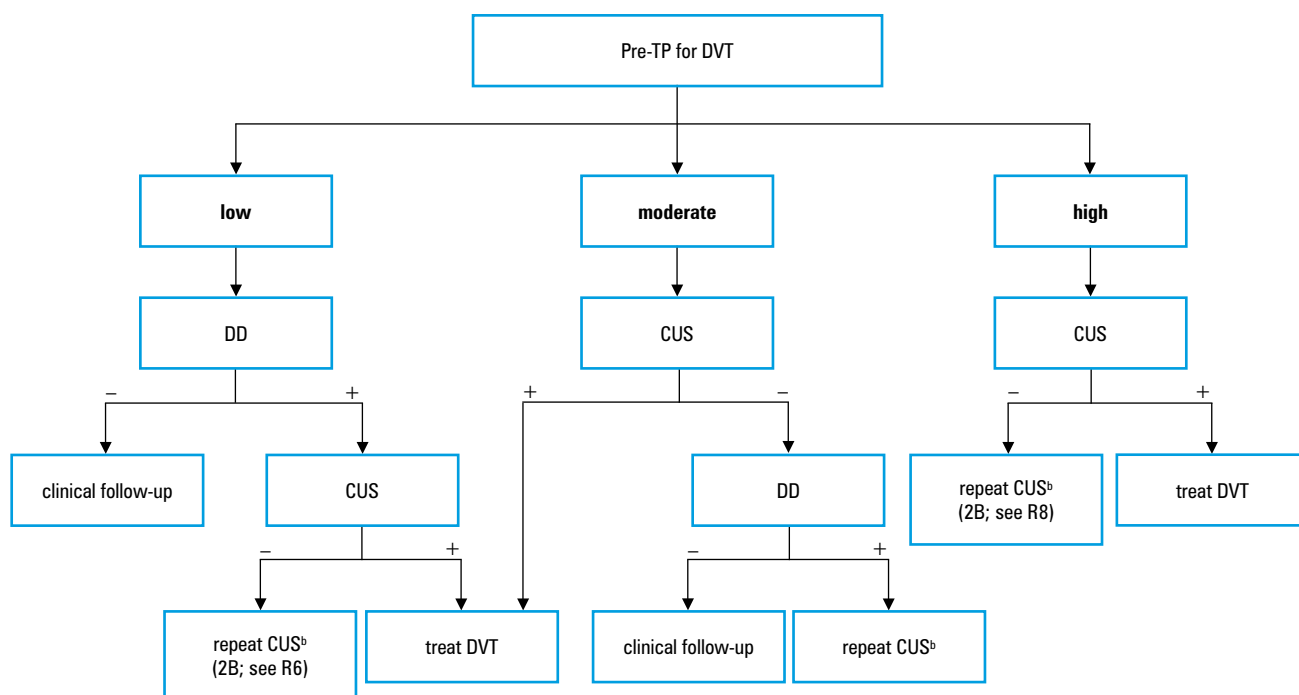 Pre-TP for DVT
low
moderate
high
DD
CUS
CUS
−
+
+
−
−
+
clinical follow-up
CUS
DD
repeat CUSᵇ
(2B; see R8)
treat DVT
−
+
−
+
repeat CUSᵇ
(2B; see R6)
treat DVT
clinical follow-up
repeat CUSᵇ